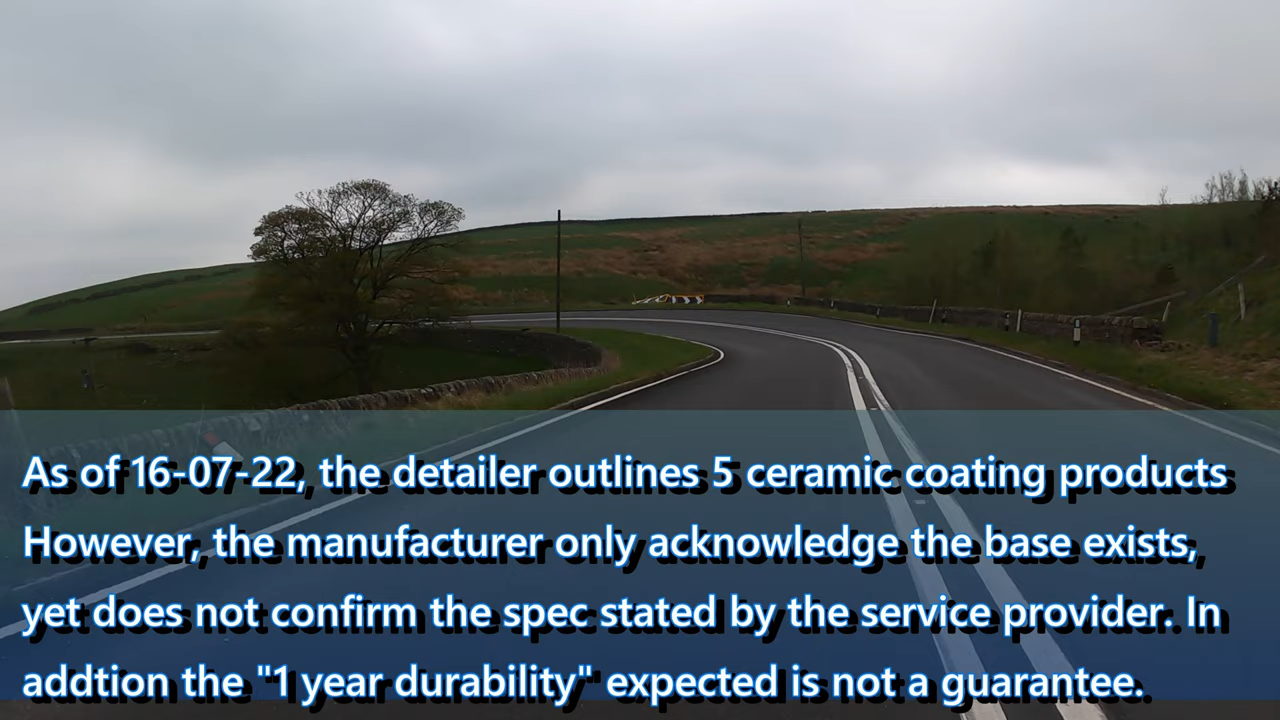 As of 16-07-22, the detailer outlines 5 ceramic coating products
However, the manufacturer only acknowledge the base exists,
yet does not confirm the spec stated by the service provider. In
addtion the "1 year durability" expected is not a guarantee.